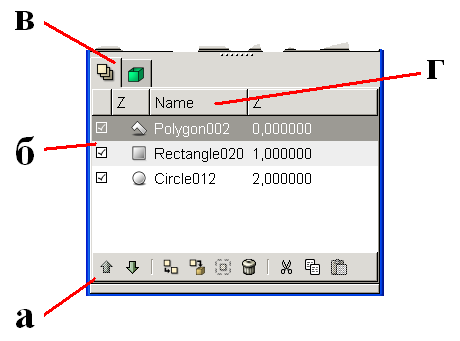 в
г
Z Name Z
Polygon002 0,000000
б
Rectangle020 1,000000
Circle012 2,000000
а